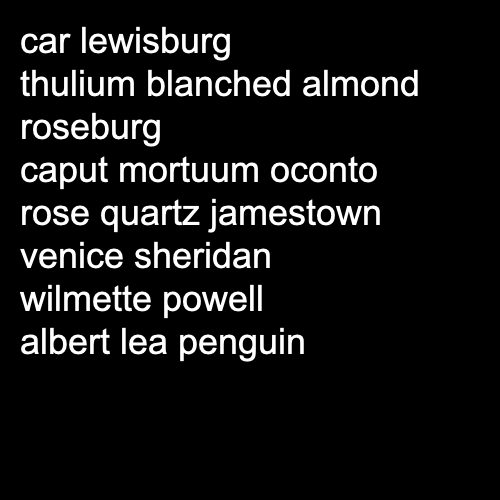 car lewisburg
thulium blanched almond
roseburg
caput mortuum oconto
rose quartz jamestown
venice sheridan
wilmette powell
albert lea penguin